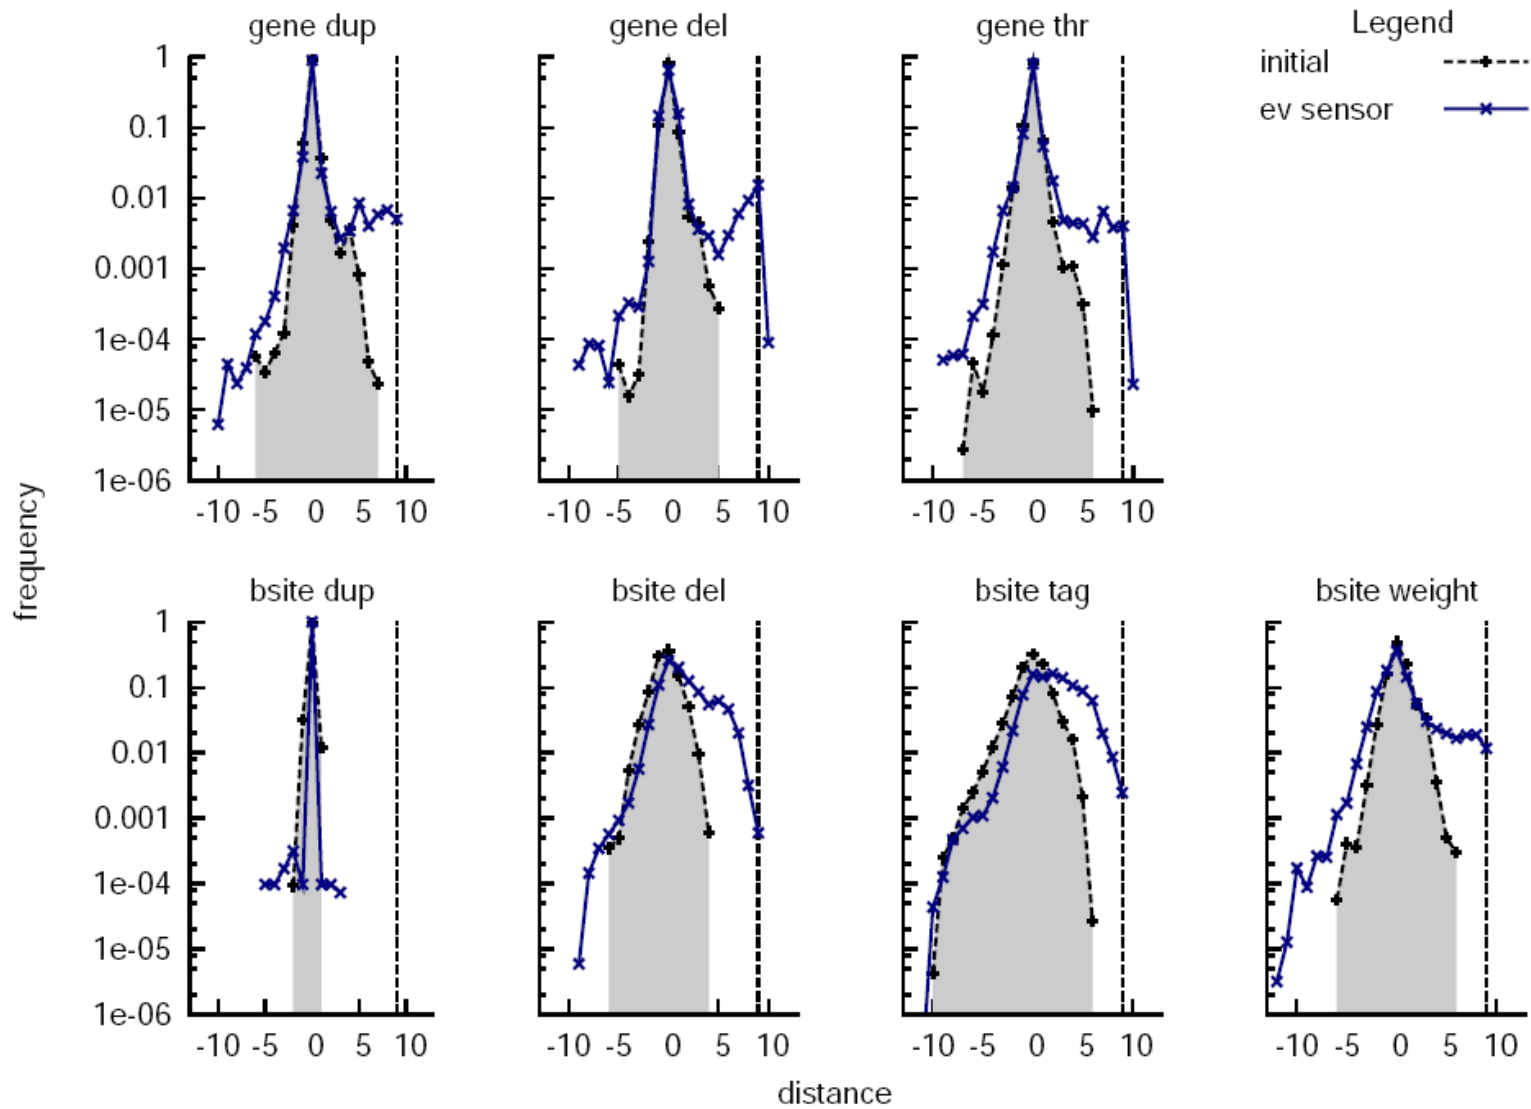 gene dup gene del gene thr Legend
initial
ev sensor
1
0.1
0.01
0.001
1e-04
1e-05
1e-06
-10 -5 0 5 10 -10 -5 0 5 10 -10 -5 0 5 10
frequency
bsite dup bsite del bsite tag bsite weight
1
0.1
0.01
0.001
1e-04
1e-05
1e-06
-10 -5 0 5 10 -10 -5 0 5 10 -10 -5 0 5 10 -10 -5 0 5 10
distance